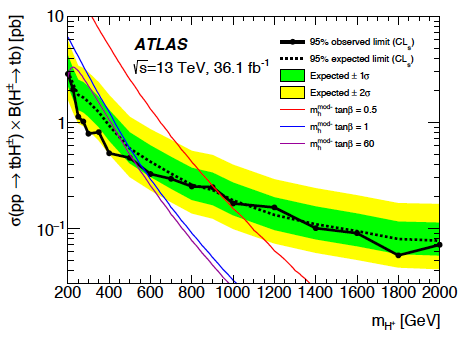 10
1
10⁻¹
σ(pp → tbH±) × B(H± → tb) [pb]
ATLAS
√s=13 TeV, 36.1 fb⁻¹
95% observed limit (CLs)
95% expected limit (CLs)
Expected ± 1σ
Expected ± 2σ
mₕᵐᵒᵈ⁻ tanβ = 0.5
mₕᵐᵒᵈ⁻ tanβ = 1
mₕᵐᵒᵈ⁻ tanβ = 60
200 400 600 800 1000 1200 1400 1600 1800 2000
m_H⁺ [GeV]